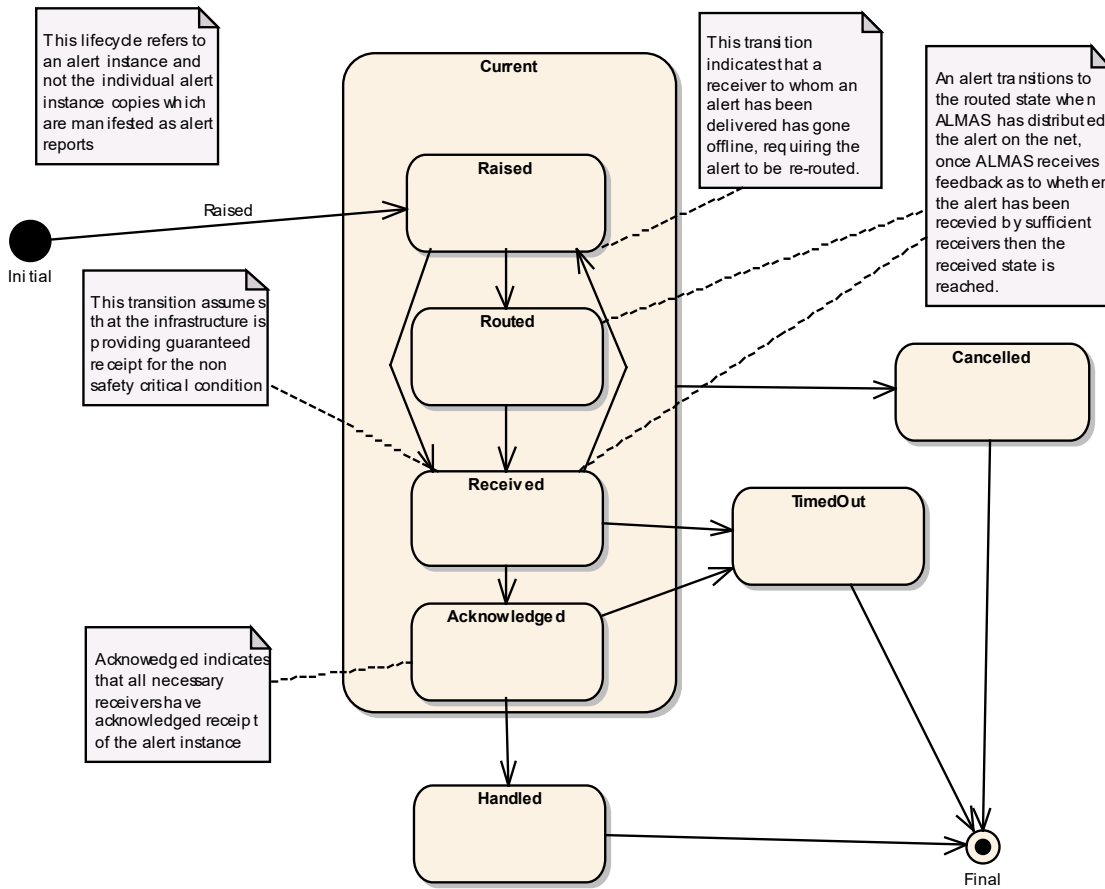 This lifecycle refers to
an alert instance and
not the individual alert
instance copies which
are manifested as alert
reports
Current
This transition
indicates that a
receiver to whom an
alert has been
delivered has gone
offline, requiring the
alert to be re-routed.
An alert transitions to
the routed state when
ALMAS has distributed
the alert on the net,
once ALMAS receives
feedback as to whether
the alert has been
recevied by sufficient
receivers then the
received state is
reached.
Raised
Raised
Initial
This transition assumes
that the infrastructure is
providing guaranteed
receipt for the non
safety critical condition
Routed
Cancelled
Received
TimedOut
Acknowledged
Acknowedged indicates
that all necessary
receivers have
acknowledged receipt
of the alert instance
Handled
Final